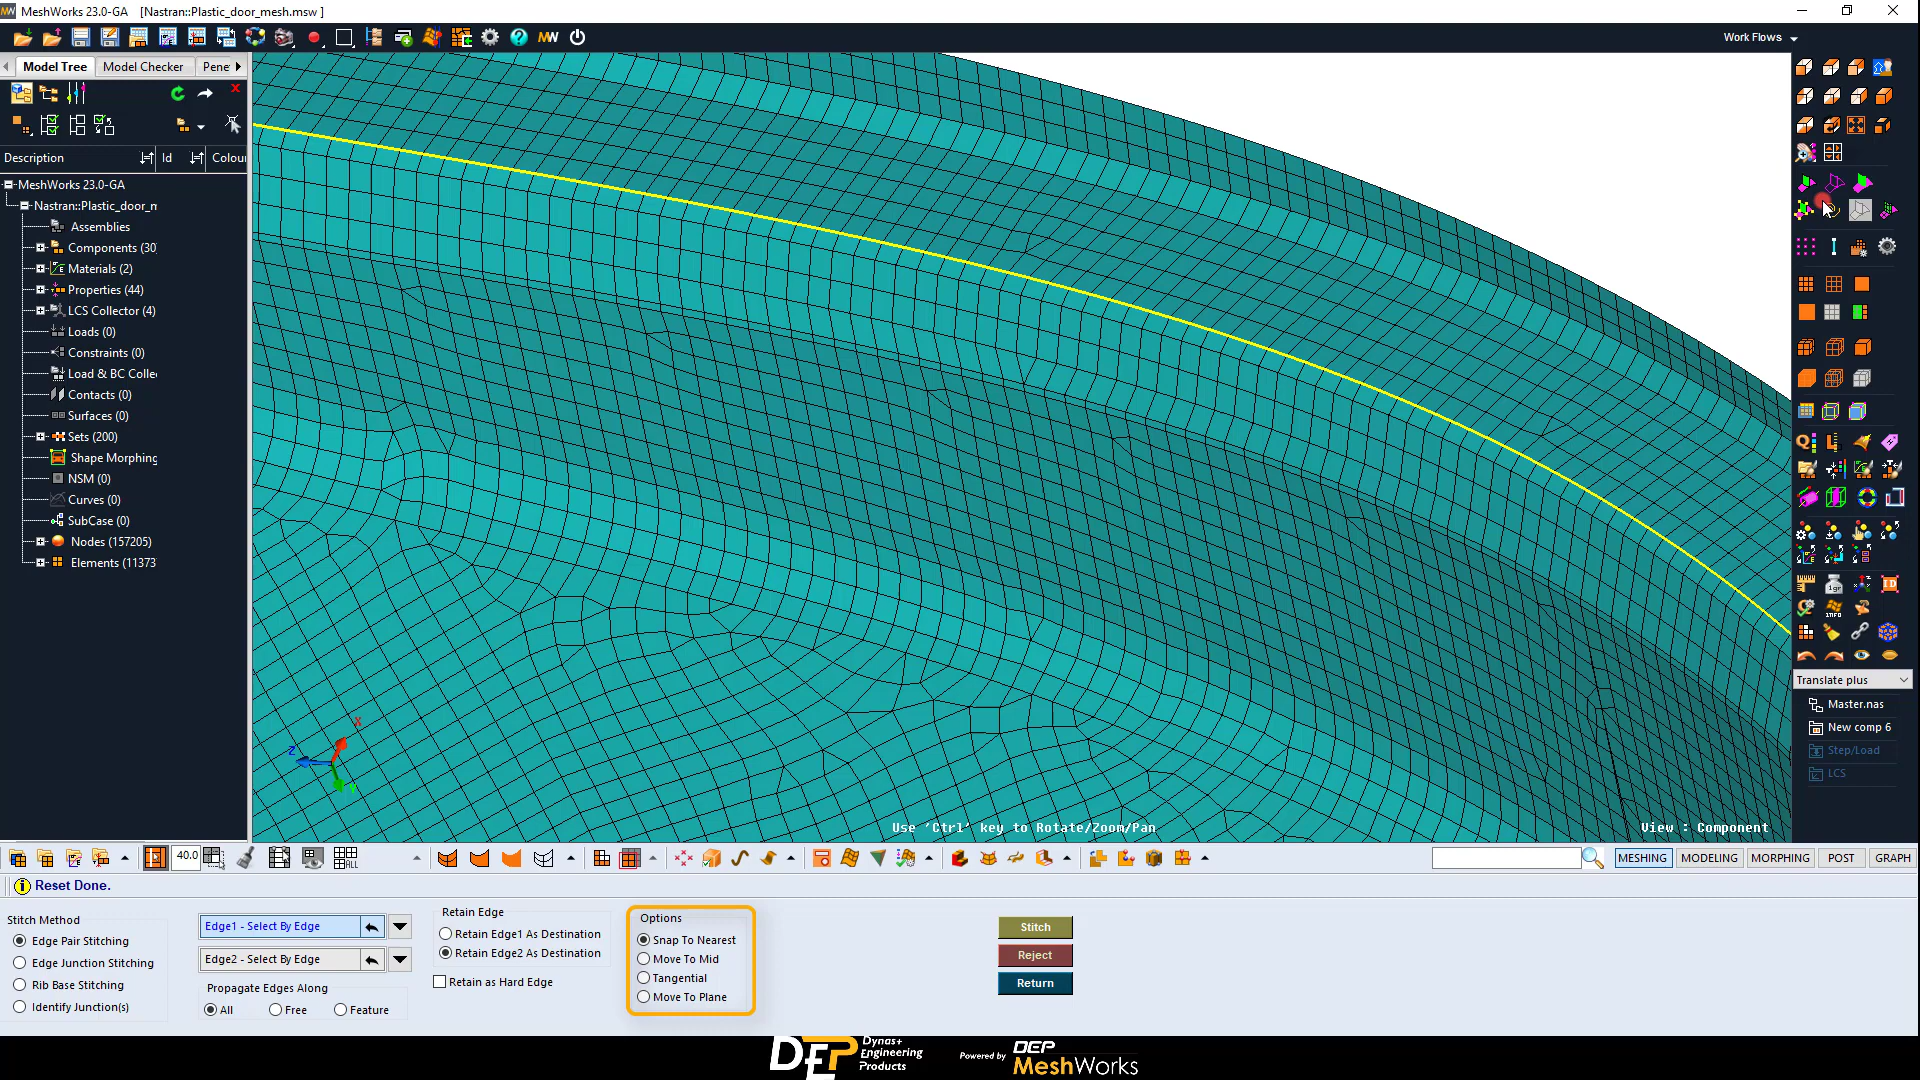 MeshWorks 23.0-GA [Nastran::Plastic_door_mesh.msw ]
Work Flows
Model Tree
Model Checker
Pene
Description
Id
Colou
MeshWorks 23.0-GA
Nastran::Plastic_door_m
Assemblies
Components (30)
Materials (2)
Properties (44)
LCS Collector (4)
Loads (0)
Constraints (0)
Load & BC Colle
Contacts (0)
Surfaces (0)
Sets (200)
Shape Morphing
NSM (0)
Curves (0)
SubCase (0)
Nodes (157205)
Elements (11373
X
Z
Y
Use 'Ctrl' key to Rotate/Zoom/Pan
View : Component
Translate plus
Master.nas
New comp 6
Step/Load
LCS
40.0
ALL
MESHING
MODELING
MORPHING
POST
GRAPH
Reset Done.
Stitch Method
Edge Pair Stitching
Edge Junction Stitching
Rib Base Stitching
Identify Junction(s)
Edge1 - Select By Edge
Edge2 - Select By Edge
Propagate Edges Along
All
Free
Feature
Retain Edge
Retain Edge1 As Destination
Retain Edge2 As Destination
Retain as Hard Edge
Options
Snap To Nearest
Move To Mid
Tangential
Move To Plane
Stitch
Reject
Return
DEP
Dynas+
Engineering
Products
Powered by
DEP
MeshWorks